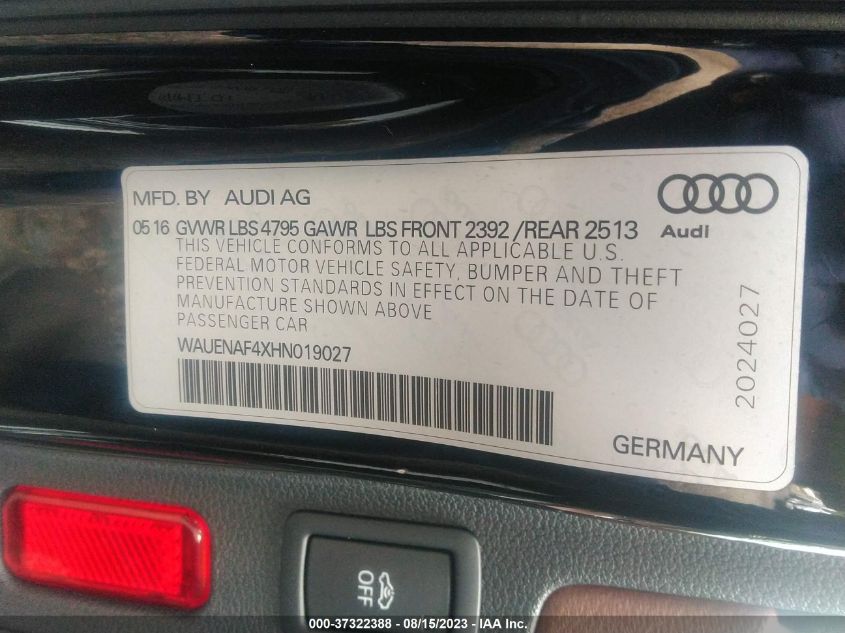 MFD. BY AUDI AG
05 16 GVWR LBS 4795 GAWR LBS FRONT 2392 /REAR 2513
Audi
THIS VEHICLE CONFORMS TO ALL APPLICABLE U.S.
FEDERAL MOTOR VEHICLE SAFETY, BUMPER AND THEFT
PREVENTION STANDARDS IN EFFECT ON THE DATE OF
MANUFACTURE SHOWN ABOVE
PASSENGER CAR
WAUENAF4XHN019027
2024027
GERMANY
OFF
000-37322388 - 08/15/2023 - IAA Inc.